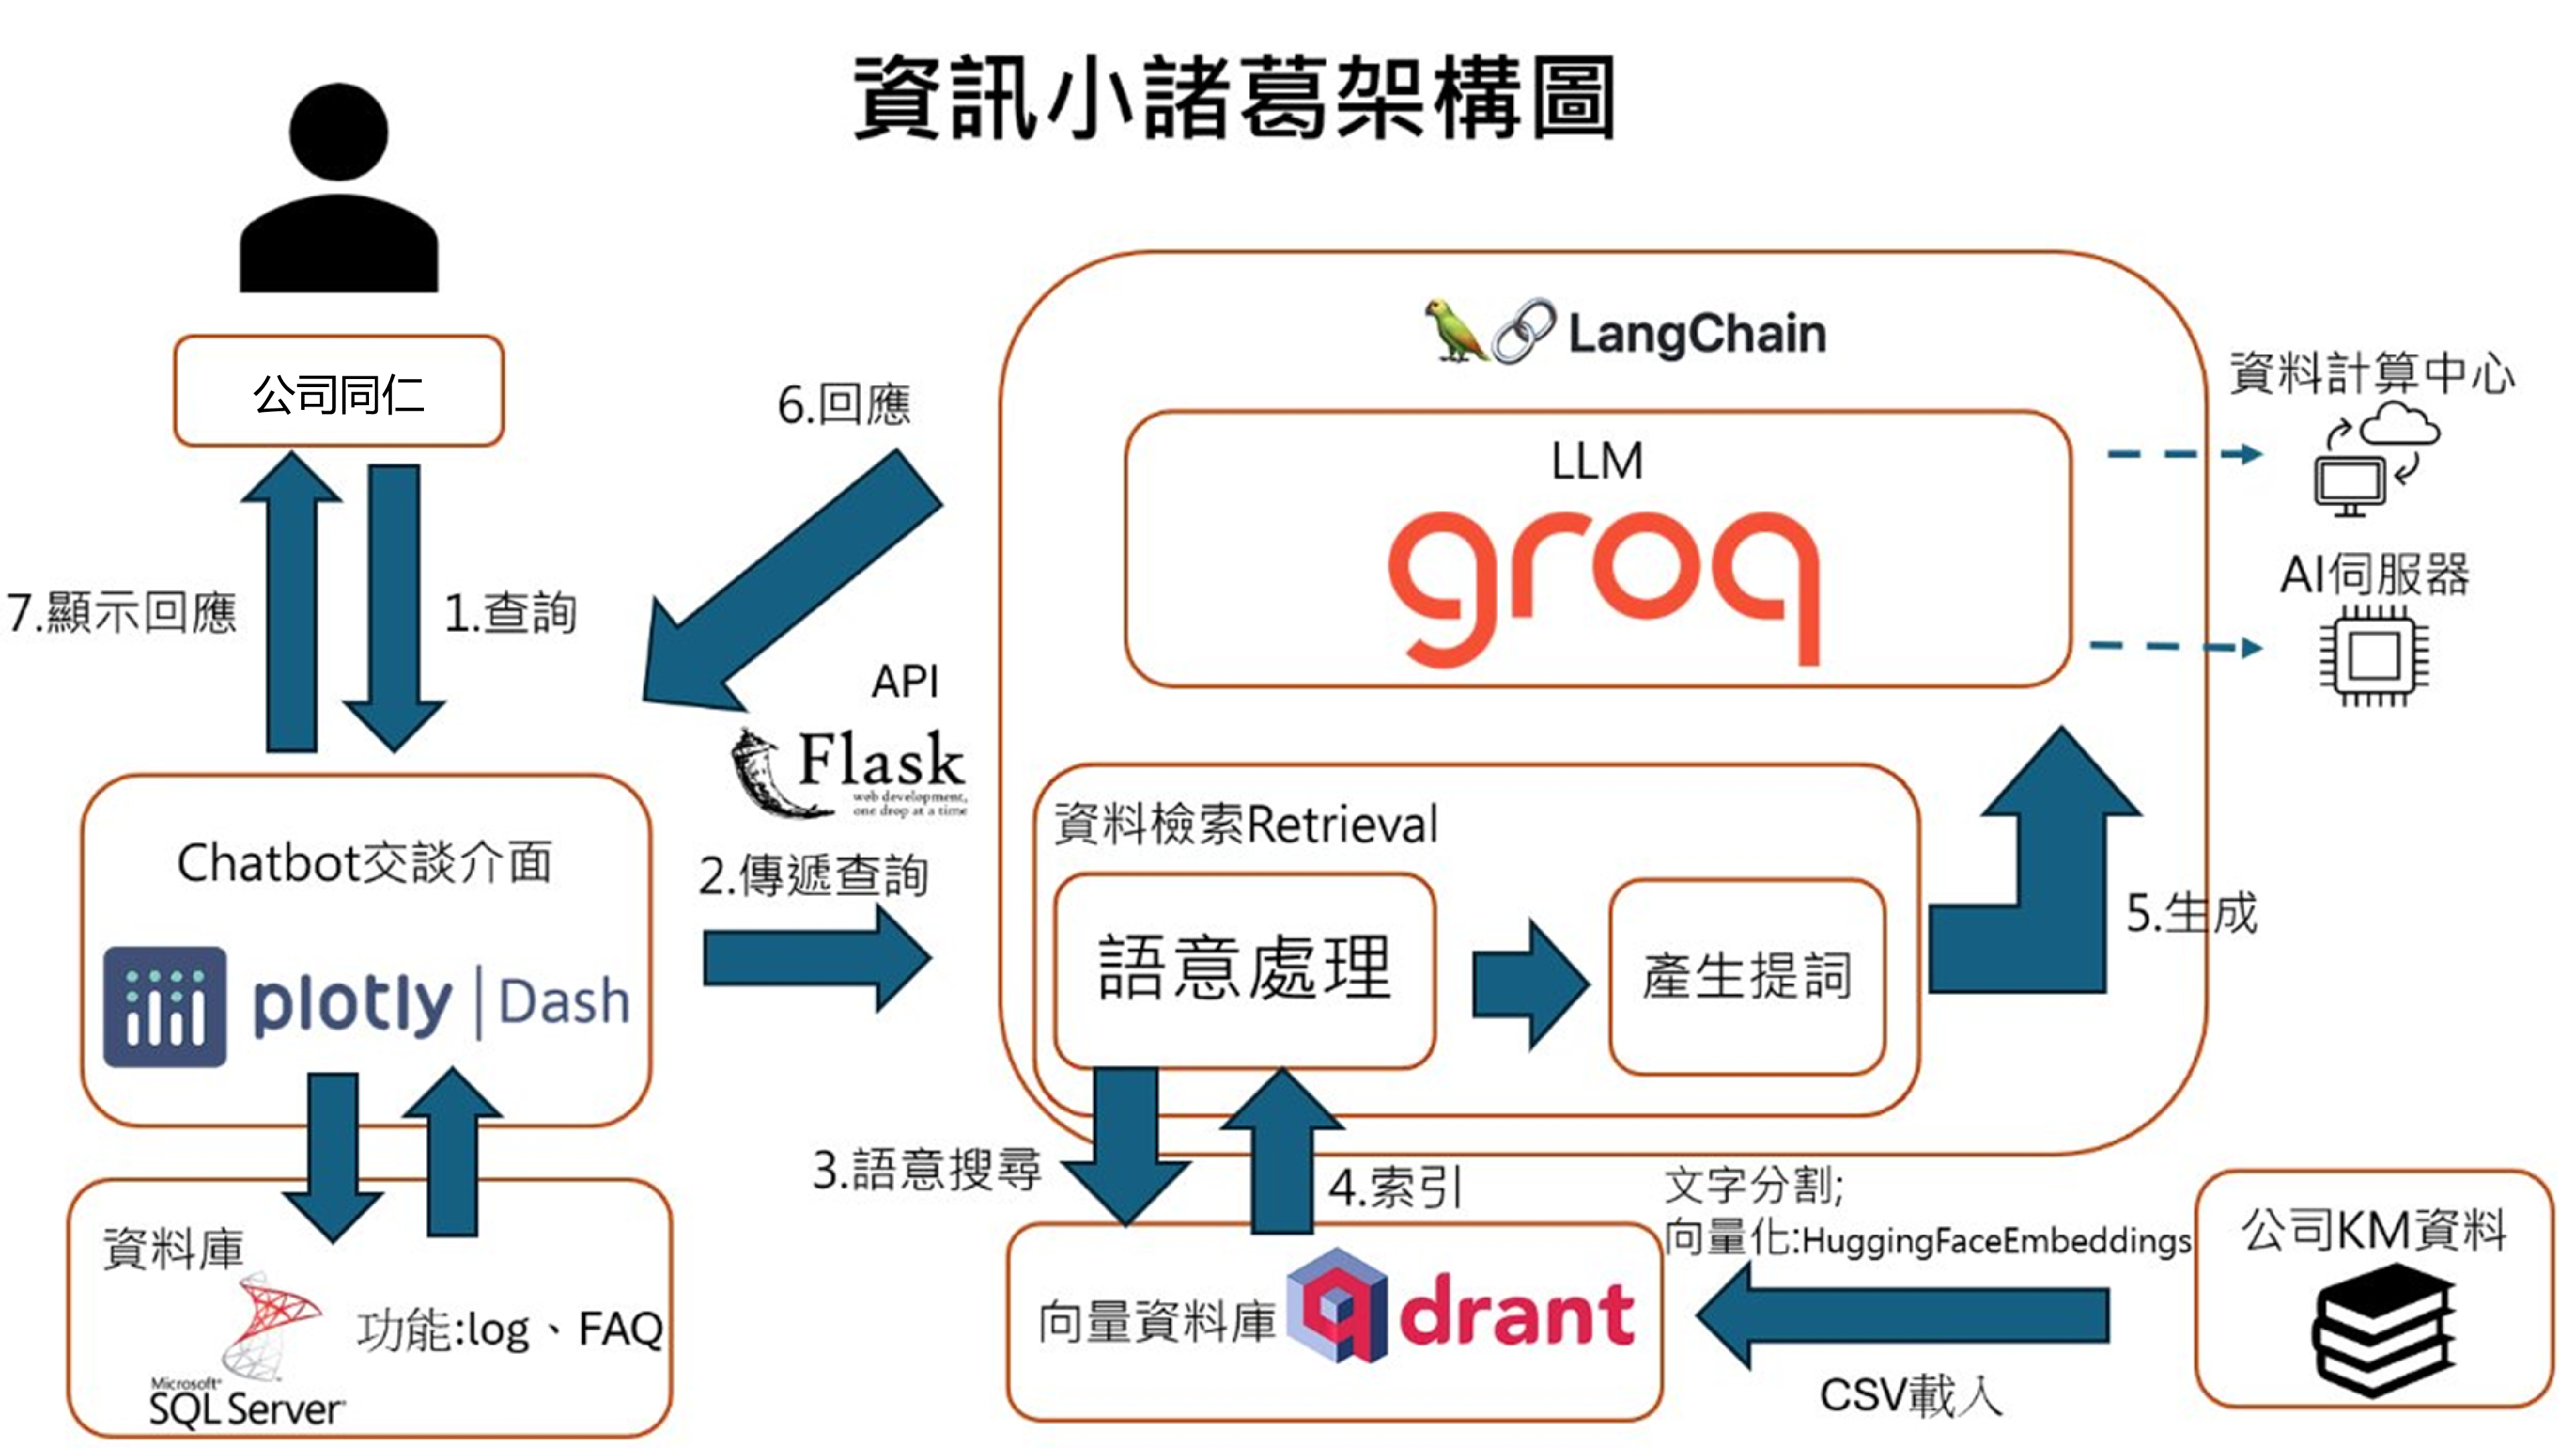 資訊小諸葛架構圖
公司同仁
7.顯示回應
1.查詢
6.回應
API
Flask
web development,
one drop at a time
2.傳遞查詢
Chatbot交談介面
plotly | Dash
資料庫
Microsoft®
SQL Server®
功能:log、FAQ
LangChain
LLM
groq
資料計算中心
AI伺服器
資料檢索Retrieval
語意處理
產生提詞
5.生成
3.語意搜尋
4.索引
向量資料庫
qdrant
文字分割;
向量化:HuggingFaceEmbeddings
CSV載入
公司KM資料